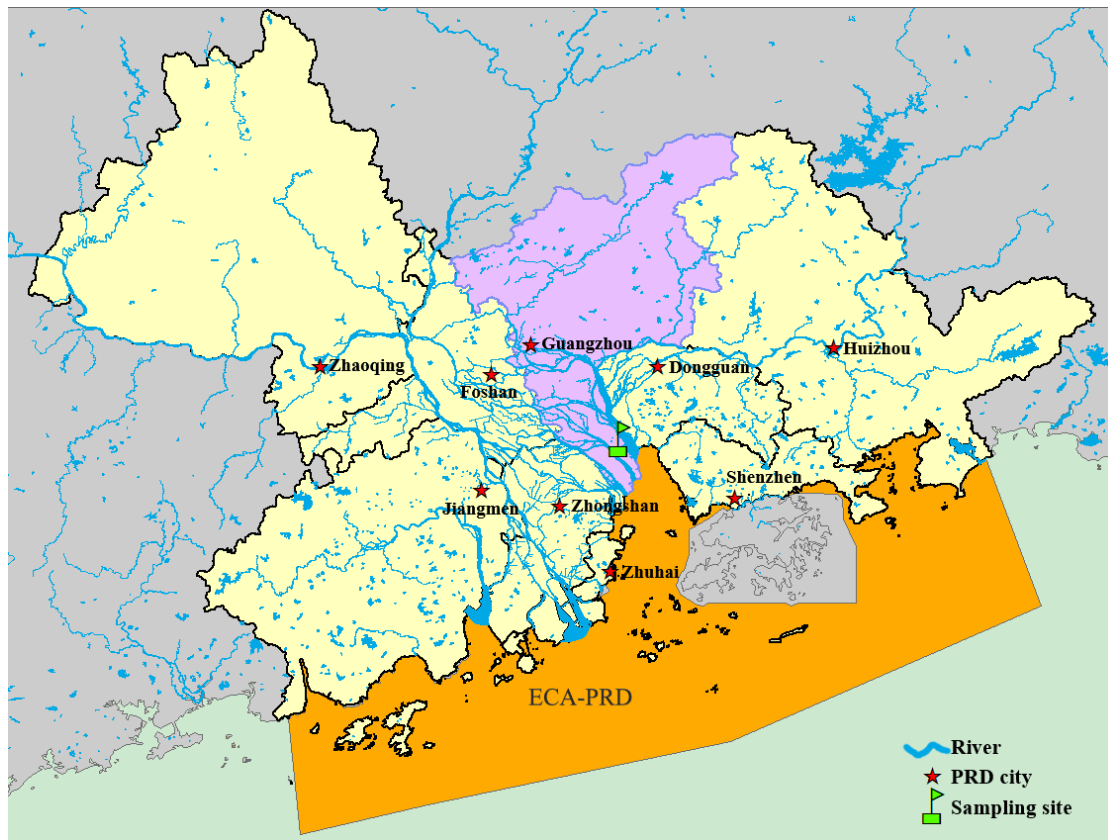 Guangzhou
Huizhou
Zhaoqing
Dongguan
Foshan
Shenzhen
Jiangmen
Zhongshan
Zhuhai
ECA-PRD
River
PRD city
Sampling site